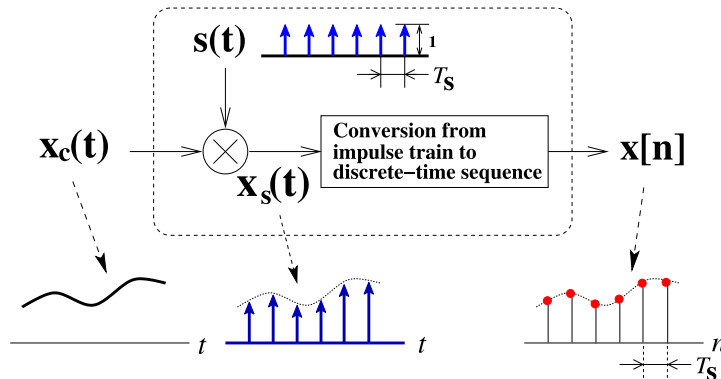 s(t)
1
Ts
xc(t)
Conversion from
impulse train to
discrete-time sequence
x[n]
xs(t)
t
t
n
Ts